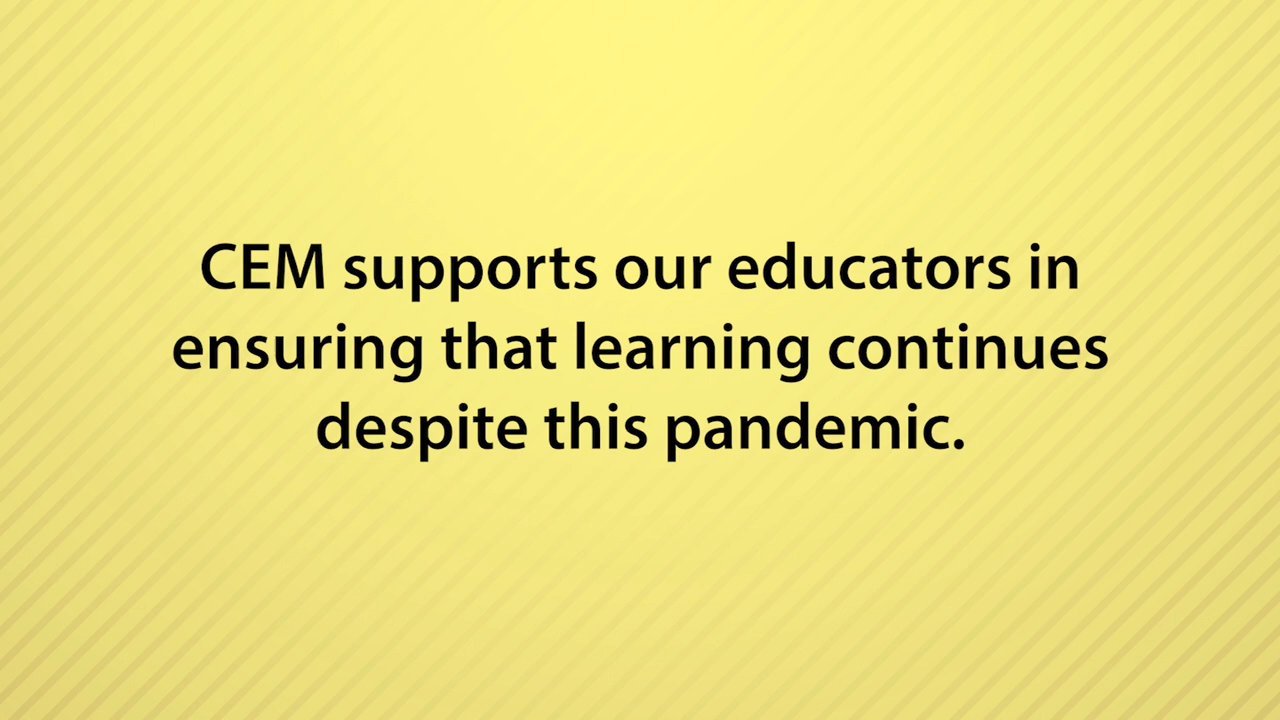 CEM supports our educators in
ensuring that learning continues
despite this pandemic.